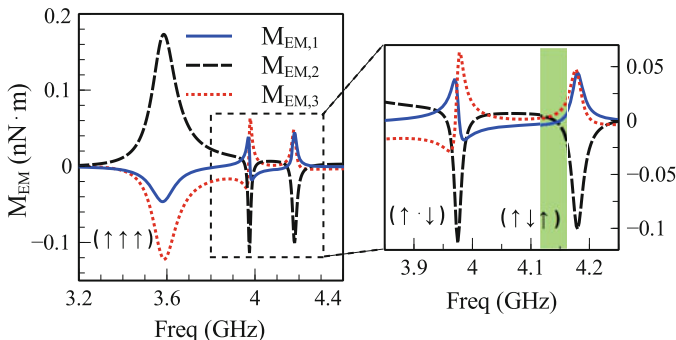 0.2
0.1
0
−0.1
M_EM (nN·m)
M_EM,1
M_EM,2
M_EM,3
(↑↑↑)
3.2 3.6 4 4.4
Freq (GHz)
0.05
0
−0.05
−0.1
(↑·↓) (↑↓↑)
3.9 4 4.1 4.2
Freq (GHz)